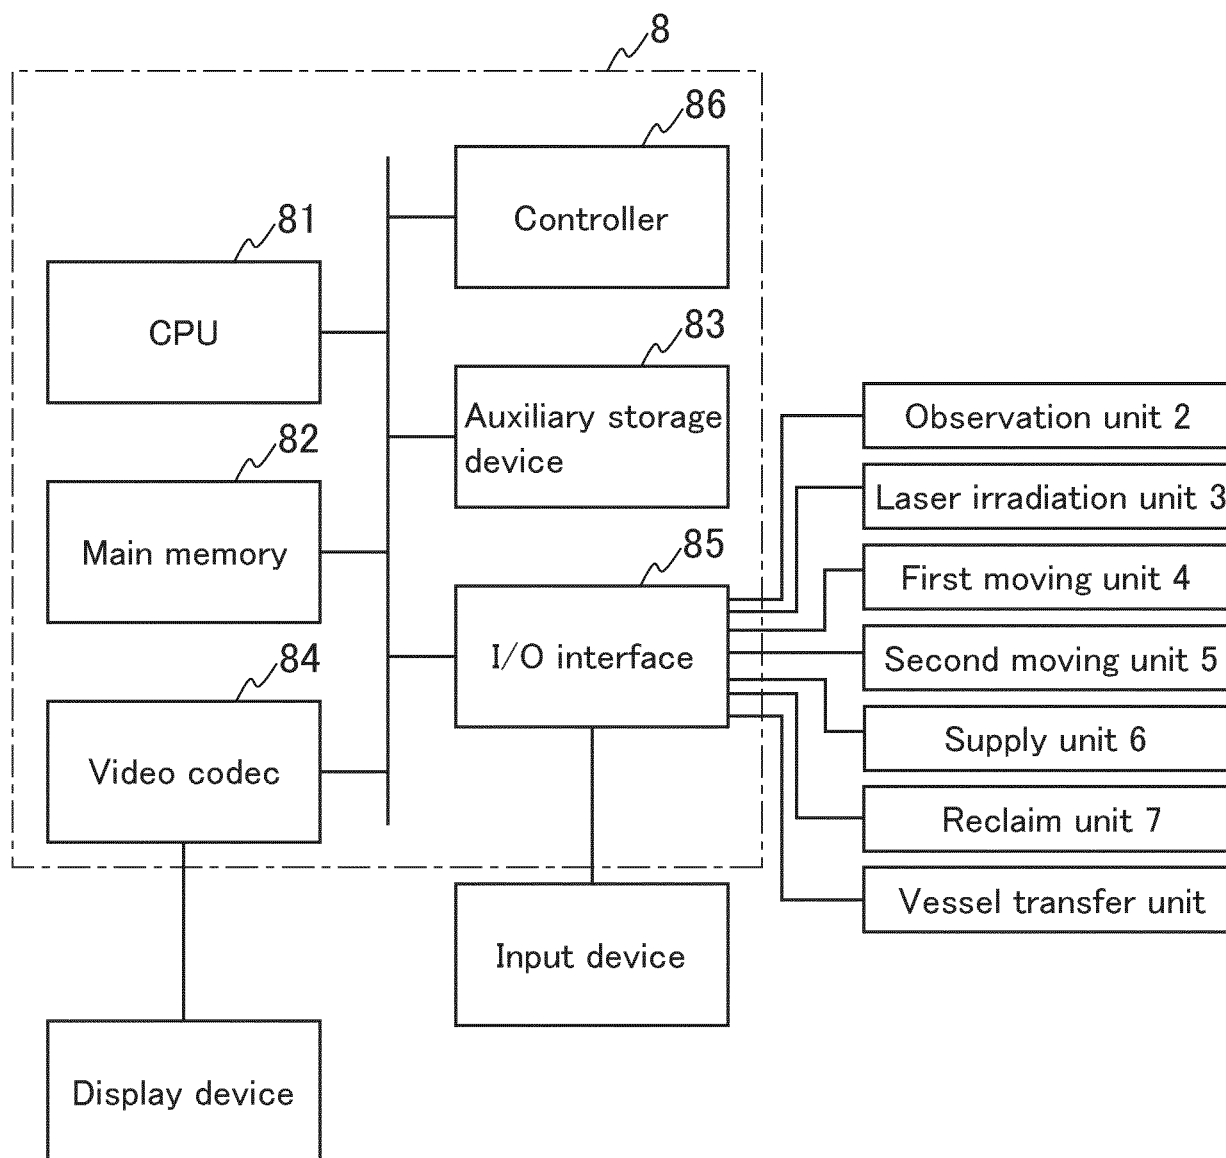 8
86
Controller
81
CPU
83
Auxiliary storage
device
82
Main memory
85
I/O interface
84
Video codec
Observation unit 2
Laser irradiation unit 3
First moving unit 4
Second moving unit 5
Supply unit 6
Reclaim unit 7
Vessel transfer unit
Input device
Display device